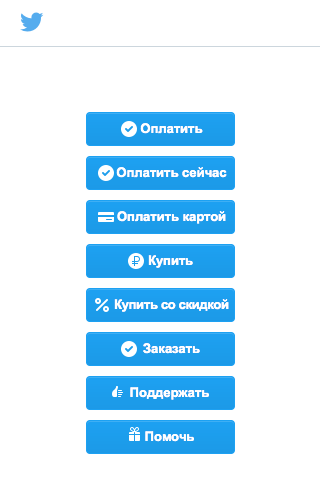 Оплатить
Оплатить сейчас
Оплатить картой
Купить
Купить со скидкой
Заказать
Поддержать
Помочь